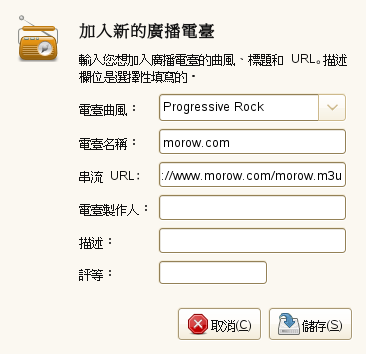 加入新的廣播電臺
輸入您想加入廣播電臺的曲風、標題和 URL。描述
欄位是選擇性填寫的。
電臺曲風： Progressive Rock
電臺名稱： morow.com
串流 URL： ://www.morow.com/morow.m3u
電臺製作人：
描述：
評等：
取消(C) 儲存(S)